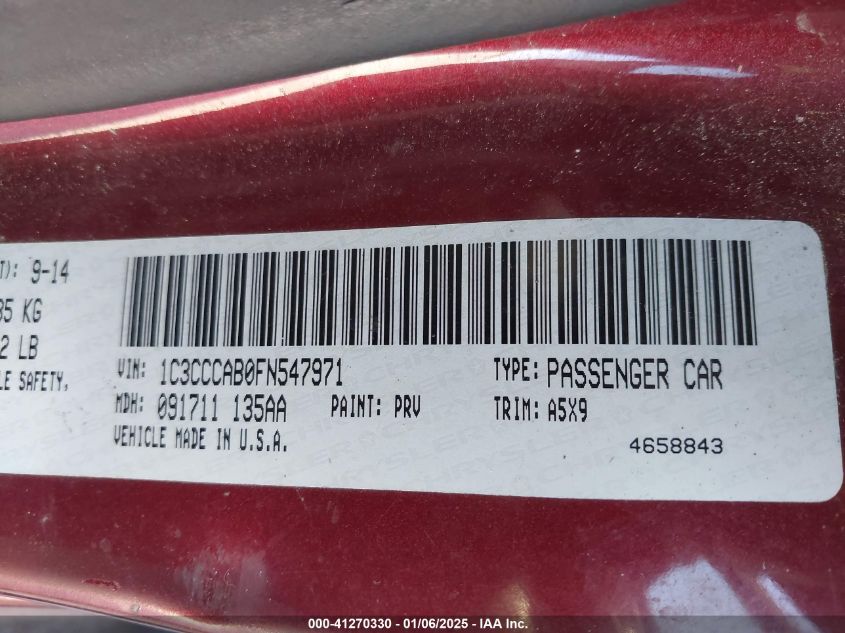 T): 9-14
35 KG
2 LB
LE SAFETY,
VIN: 1C3CCCAB0FN547971
TYPE: PASSENGER CAR
MDH: 091711 135AA
PAINT: PRV
TRIM: A5X9
VEHICLE MADE IN U.S.A.
4658843
000-41270330 - 01/06/2025 - IAA Inc.